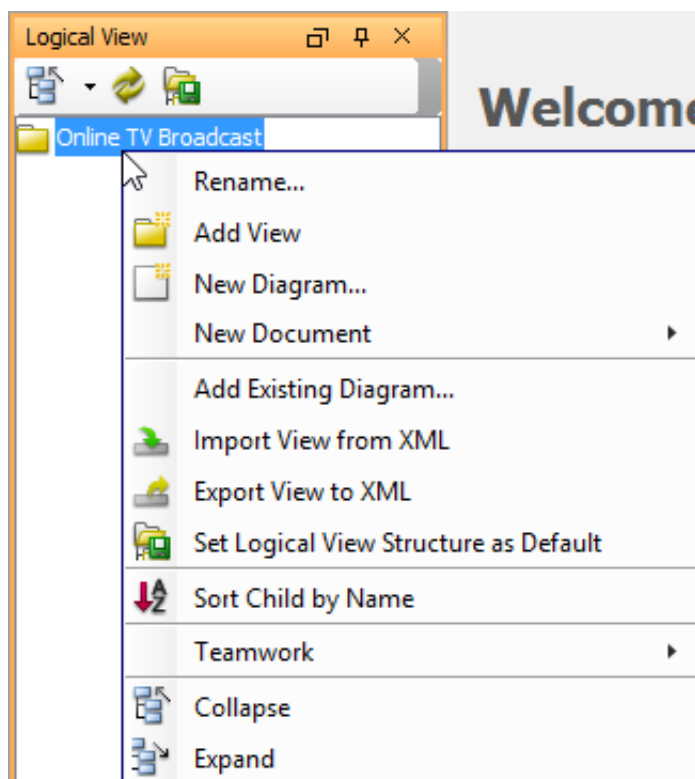 Logical View
Welcome
Online TV Broadcast
Rename...
Add View
New Diagram...
New Document
Add Existing Diagram...
Import View from XML
Export View to XML
Set Logical View Structure as Default
Sort Child by Name
Teamwork
Collapse
Expand